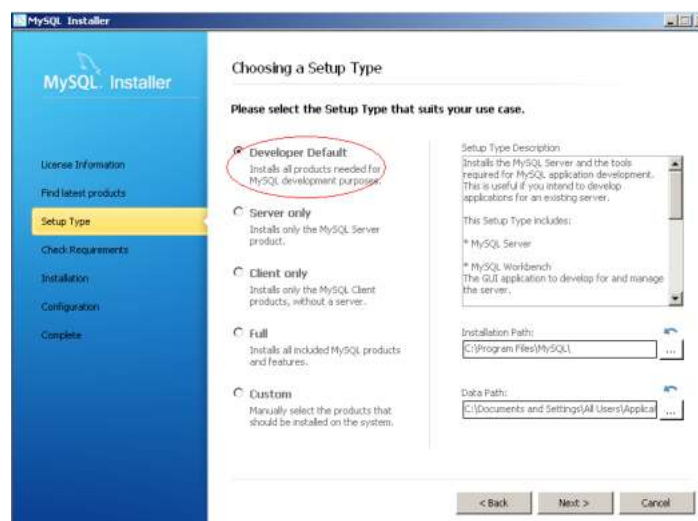 MySQL Installer
MySQL. Installer
License Information
Find latest products
Setup Type
Check Requirements
Installation
Configuration
Complete
Choosing a Setup Type
Please select the Setup Type that suits your use case.
Developer Default
Installs all products needed for
MySQL development purposes.
Server only
Installs only the MySQL Server
product.
Client only
Installs only the MySQL Client
products, without a server.
Full
Installs all included MySQL products
and features.
Custom
Manually select the products that
should be installed on the system.
Setup Type Description
Installs the MySQL Server and the tools
required for MySQL application development.
This is useful if you intend to develop
applications for an existing server.
This Setup Type includes:
* MySQL Server
* MySQL Workbench
The GUI application to develop for and manage
the server.
Installation Path:
C:\Program Files\MySQL\
...
Data Path:
C:\Documents and Settings\All Users\Applicat
...
< Back
Next >
Cancel